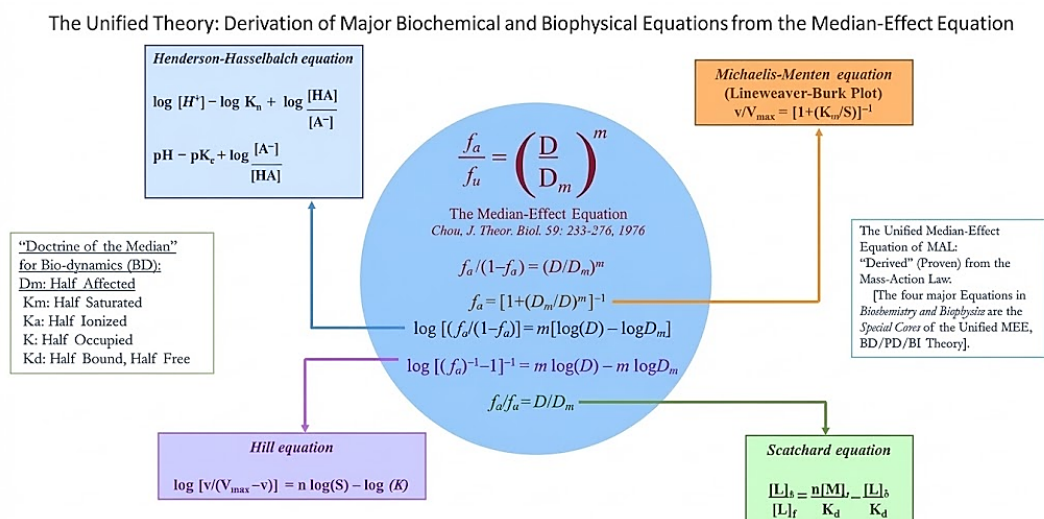 The Unified Theory: Derivation of Major Biochemical and Biophysical Equations from the Median-Effect Equation
Henderson-Hasselbalch equation
log [H⁺] – log Kₙ + log [HA]
[A⁻]
pH – pK꜀ + log [A⁻]
[HA]
Michaelis-Menten equation
(Lineweaver-Burk Plot)
v/Vmax = [1+(Km/S)]⁻¹
fa/fu = (D/Dm)^m
The Median-Effect Equation
Chou, J. Theor. Biol. 59: 233-276, 1976
fa/(1–fa) = (D/Dm)^m
fa = [1+(Dm/D)^m]⁻¹
log [(fa/(1–fa)] = m[log(D) – logDm]
log [(fa)⁻¹–1]⁻¹ = m log(D) – m logDm
fa/fu = D/Dm
"Doctrine of the Median"
for Bio-dynamics (BD):
Dm: Half Affected
Km: Half Saturated
Ka: Half Ionized
K: Half Occupied
Kd: Half Bound, Half Free
The Unified Median-Effect
Equation of MAL:
"Derived" (Proven) from the
Mass-Action Law.
[The four major Equations in
Biochemistry and Biophysics are the
Special Cores of the Unified MEE,
BD/PD/BI Theory].
Hill equation
log [v/(Vmax–v)] = n log(S) – log (K)
Scatchard equation
[L]b = n[M]t – [L]b
[L]f Kd Kd